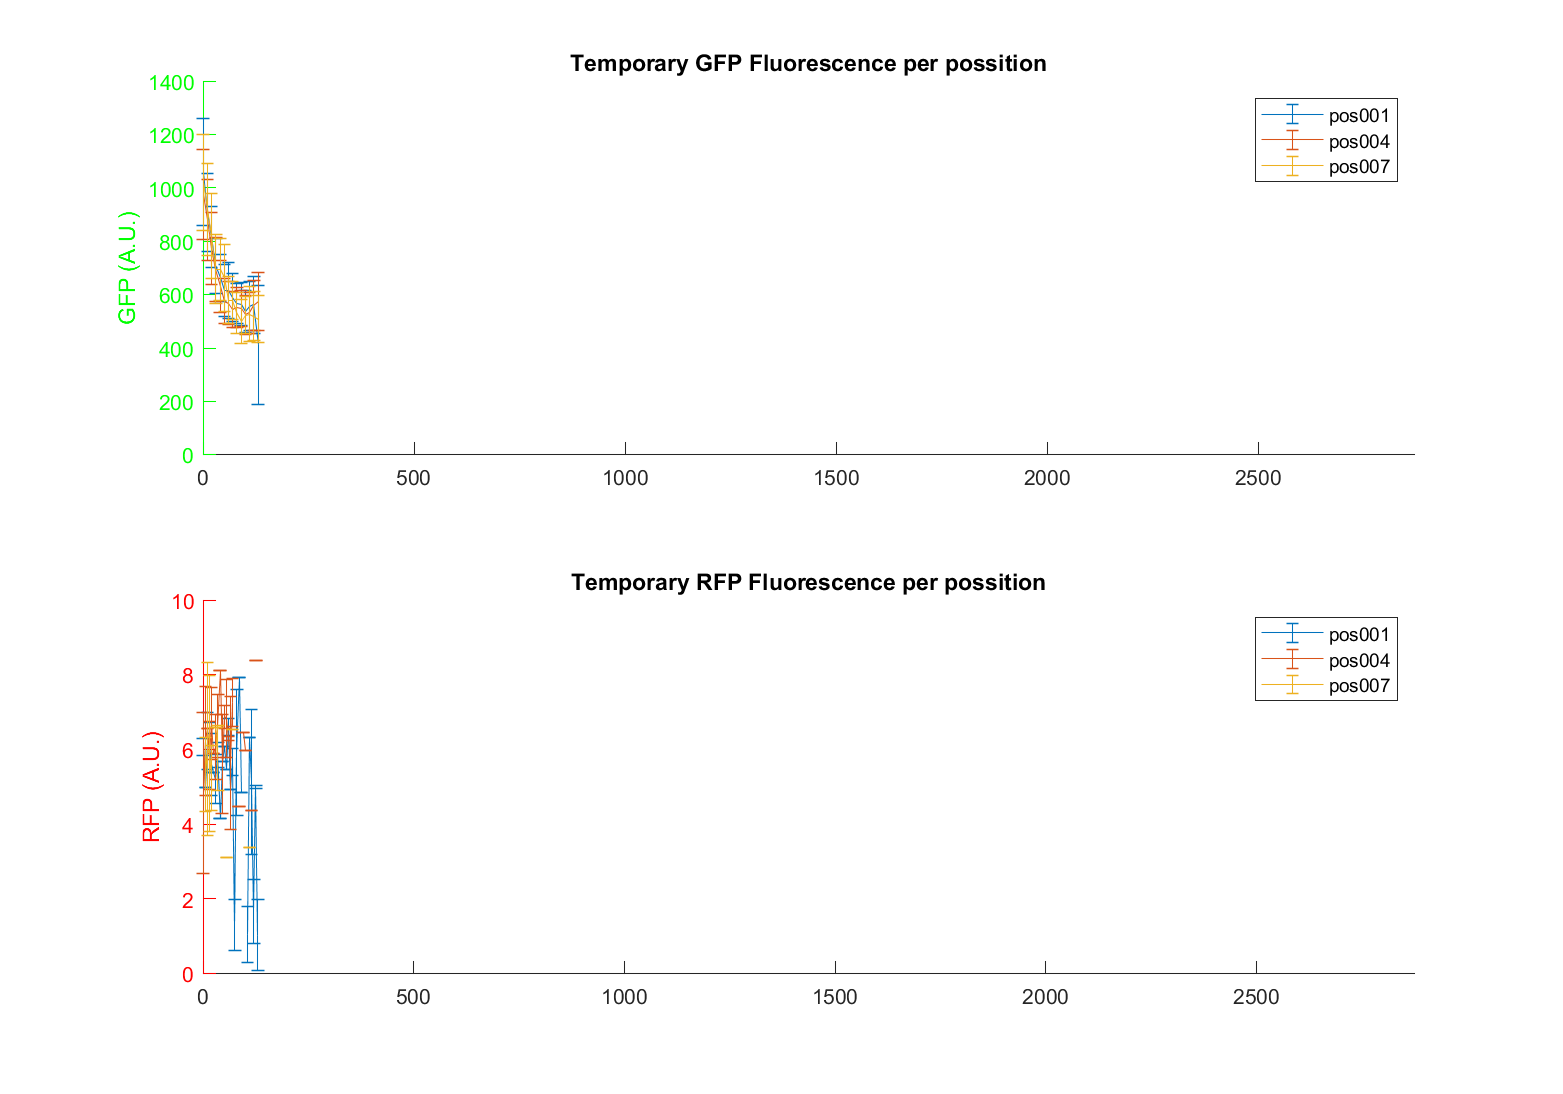 Temporary GFP Fluorescence per possition
1400
1200
1000
800
600
400
200
0
GFP (A.U.)
0 500 1000 1500 2000 2500
pos001
pos004
pos007
Temporary RFP Fluorescence per possition
10
8
6
4
2
0
RFP (A.U.)
0 500 1000 1500 2000 2500
pos001
pos004
pos007